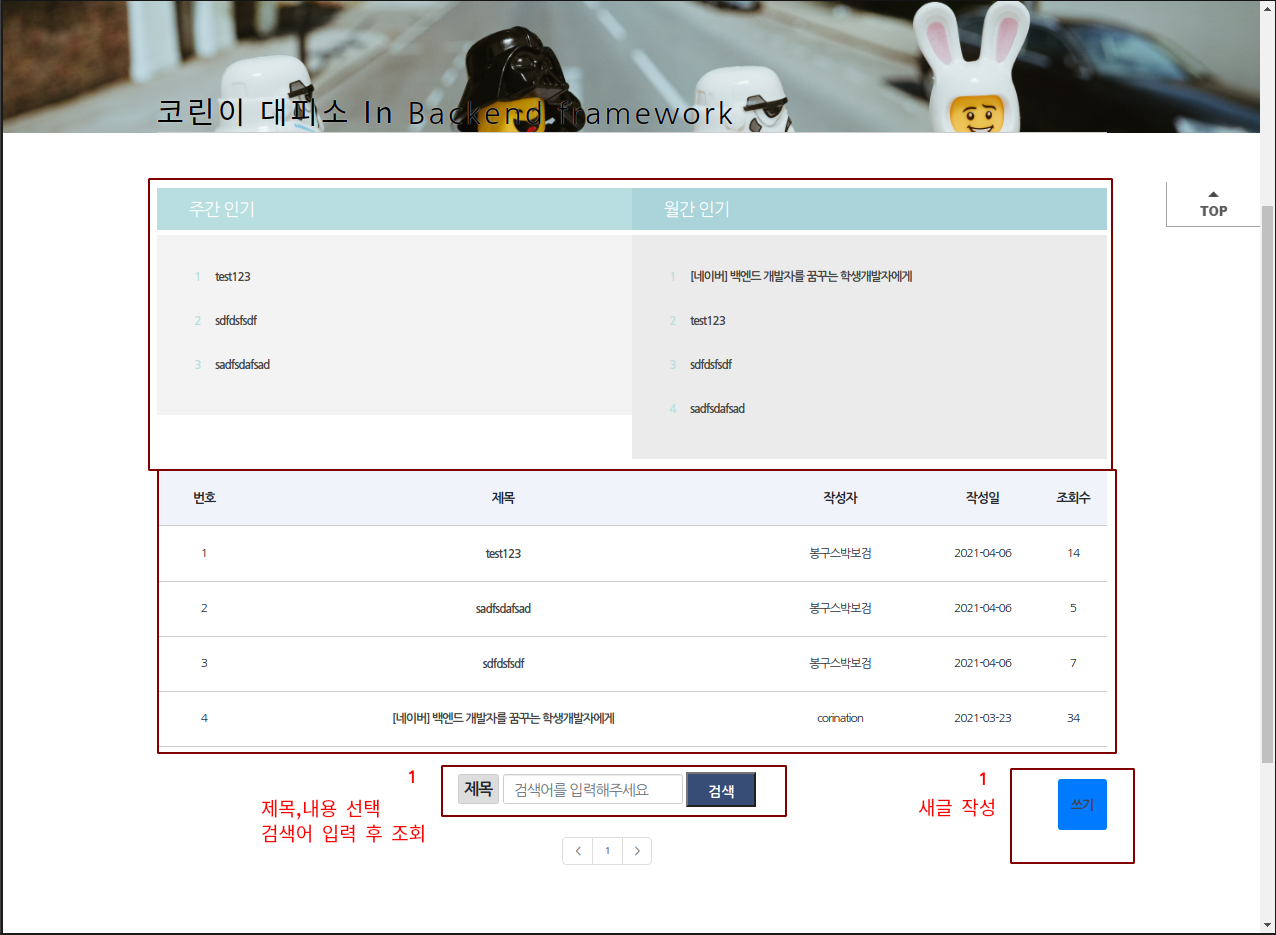 코린이 대피소 In Backend framework
TOP
주간 인기
1 test123
2 sdfdsfsdf
3 sadfsdafsad
월간 인기
1 [네이버] 백엔드 개발자를 꿈꾸는 학생개발자에게
2 test123
3 sdfdsfsdf
4 sadfsdafsad
번호 제목 작성자 작성일 조회수
1 test123 봉구스박보검 2021-04-06 14
2 sadfsdafsad 봉구스박보검 2021-04-06 5
3 sdfdsfsdf 봉구스박보검 2021-04-06 7
4 [네이버] 백엔드 개발자를 꿈꾸는 학생개발자에게 corination 2021-03-23 34
1
제목,내용 선택
검색어 입력 후 조회
제목 검색어를 입력해주세요 검색
1
새글 작성
쓰기
< 1 >